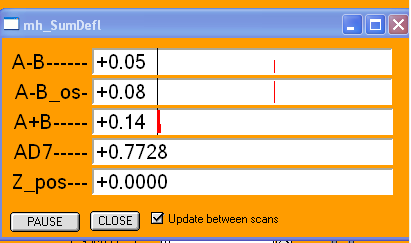 mh_SumDefl
A-B------ +0.05
A-B_os- +0.08
A+B----- +0.14
AD7----- +0.7728
Z_pos--- +0.0000
PAUSE CLOSE Update between scans